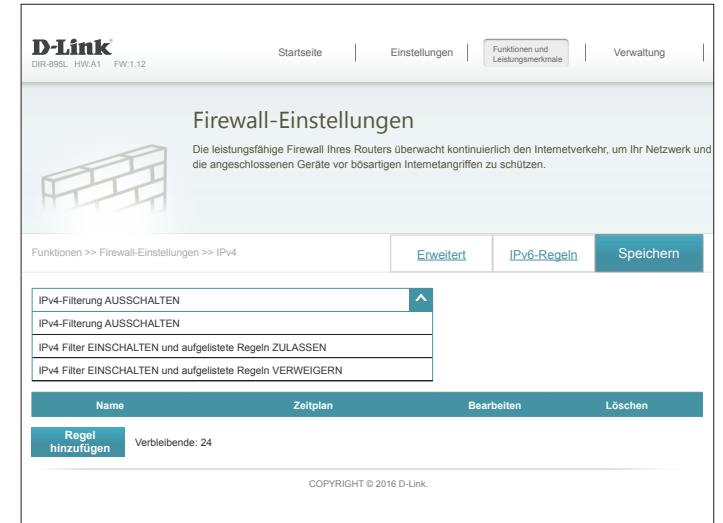 D-Link
DIR-895L HW:A1 FW:1.12
Startseite
Einstellungen
Funktionen und
Leistungsmerkmale
Verwaltung
Firewall-Einstellungen
Die leistungsfähige Firewall Ihres Routers überwacht kontinuierlich den Internetverkehr, um Ihr Netzwerk und
die angeschlossenen Geräte vor bösartigen Internetangriffen zu schützen.
Funktionen >> Firewall-Einstellungen >> IPv4
Erweitert
IPv6-Regeln
Speichern
IPv4-Filterung AUSSCHALTEN
IPv4-Filterung AUSSCHALTEN
IPv4 Filter EINSCHALTEN und aufgelistete Regeln ZULASSEN
IPv4 Filter EINSCHALTEN und aufgelistete Regeln VERWEIGERN
Name Zeitplan Bearbeiten Löschen
Regel
hinzufügen
Verbleibende: 24
COPYRIGHT © 2016 D-Link.